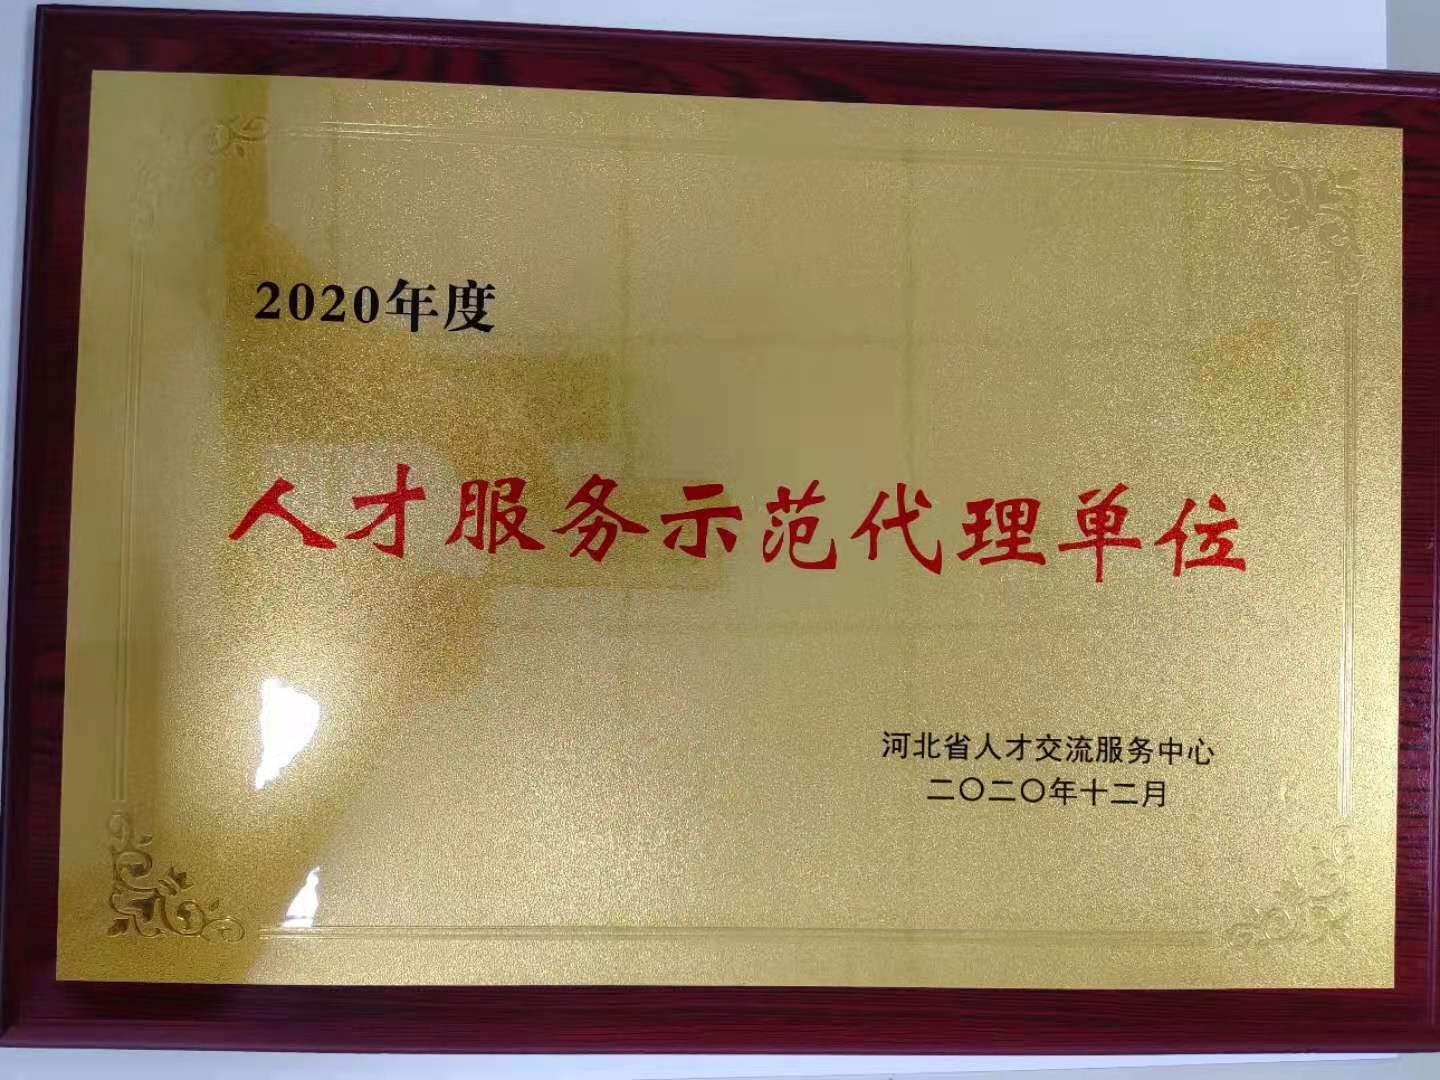 2020年度
人才服务示范代理单位
河北省人才交流服务中心
二〇二〇年十二月